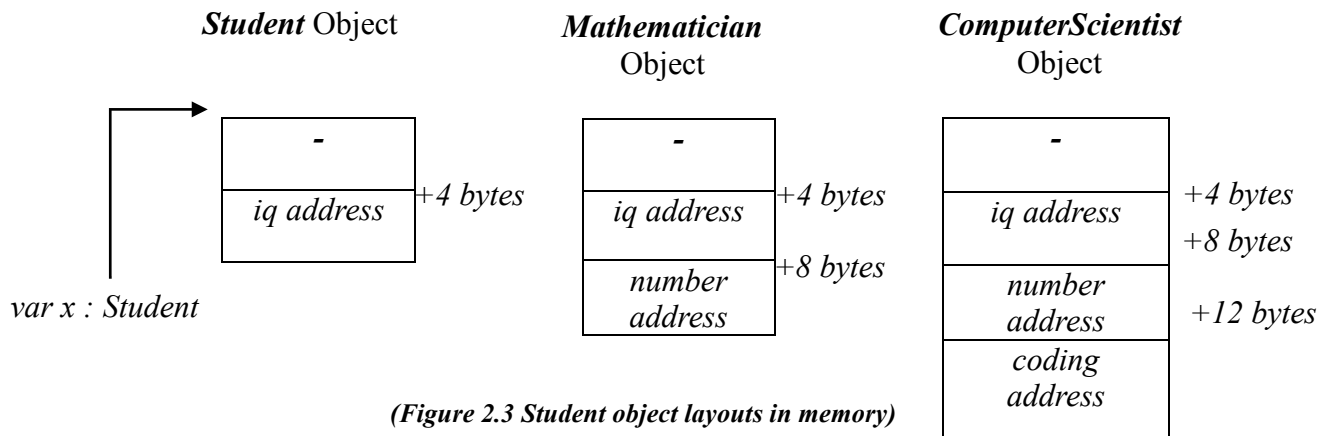 Student Object
Mathematician
Object
ComputerScientist
Object
var x : Student
-
iq address
+4 bytes
-
iq address
+4 bytes
number
address
+8 bytes
-
iq address
+4 bytes
+8 bytes
number
address
+12 bytes
coding
address
(Figure 2.3 Student object layouts in memory)